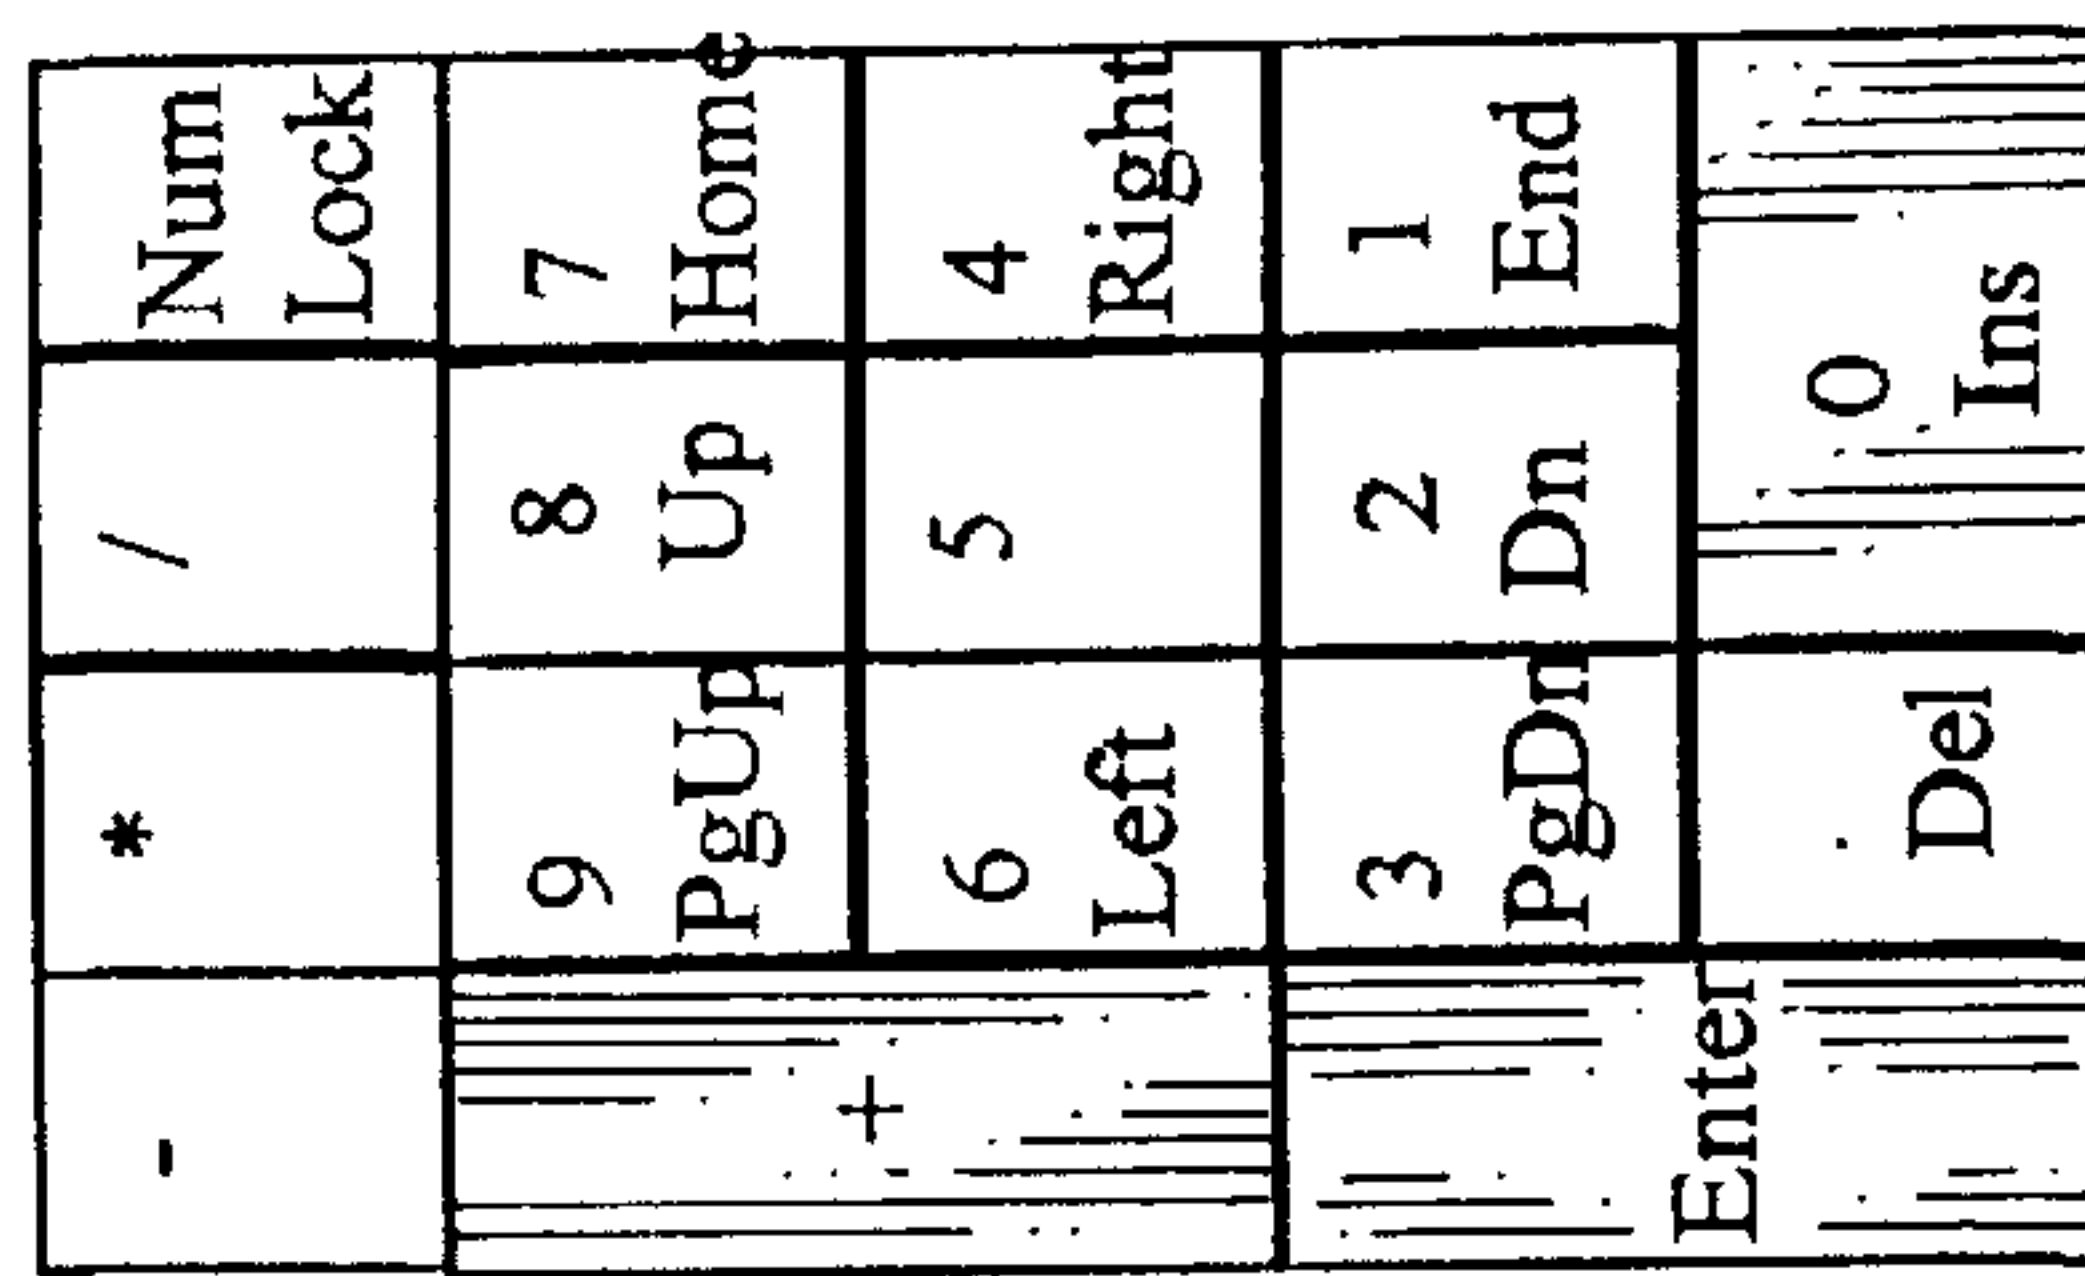 -
*
/
Num
Lock
9
PgUp
8
Up
7
Home
+
6
Left
5
4
Right
3
PgDn
2
Dn
1
End
Enter
.
Del
0
Ins